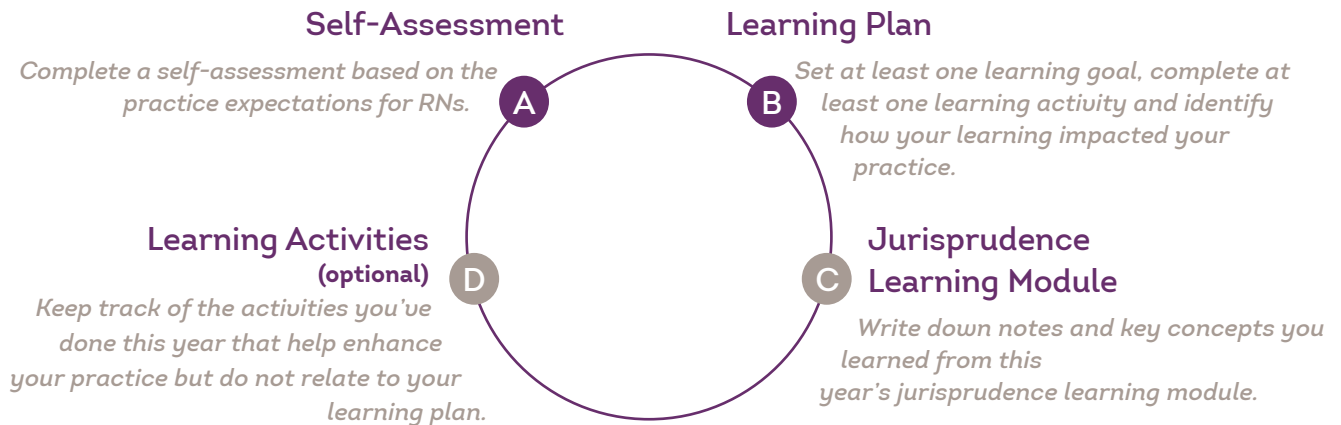 Self-Assessment
Complete a self-assessment based on the
practice expectations for RNs.
A
Learning Plan
B
Set at least one learning goal, complete at
least one learning activity and identify
how your learning impacted your
practice.
Jurisprudence
Learning Module
C
Write down notes and key concepts you
learned from this
year's jurisprudence learning module.
Learning Activities
(optional)
D
Keep track of the activities you've
done this year that help enhance
your practice but do not relate to your
learning plan.